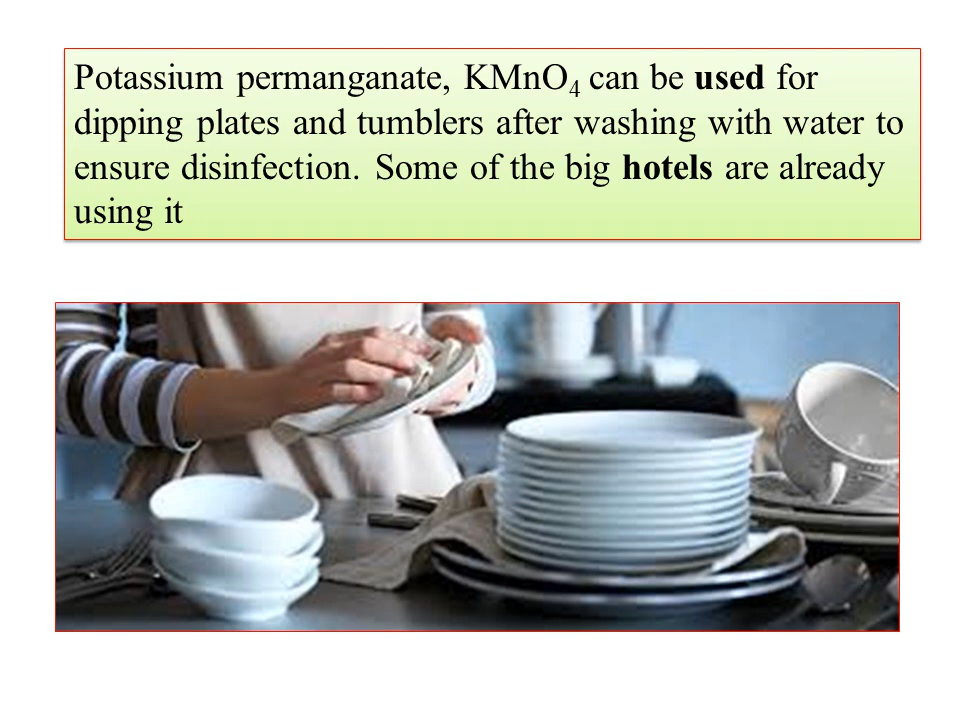 Potassium permanganate, KMnO₄ can be used for
dipping plates and tumblers after washing with water to
ensure disinfection. Some of the big hotels are already
using it